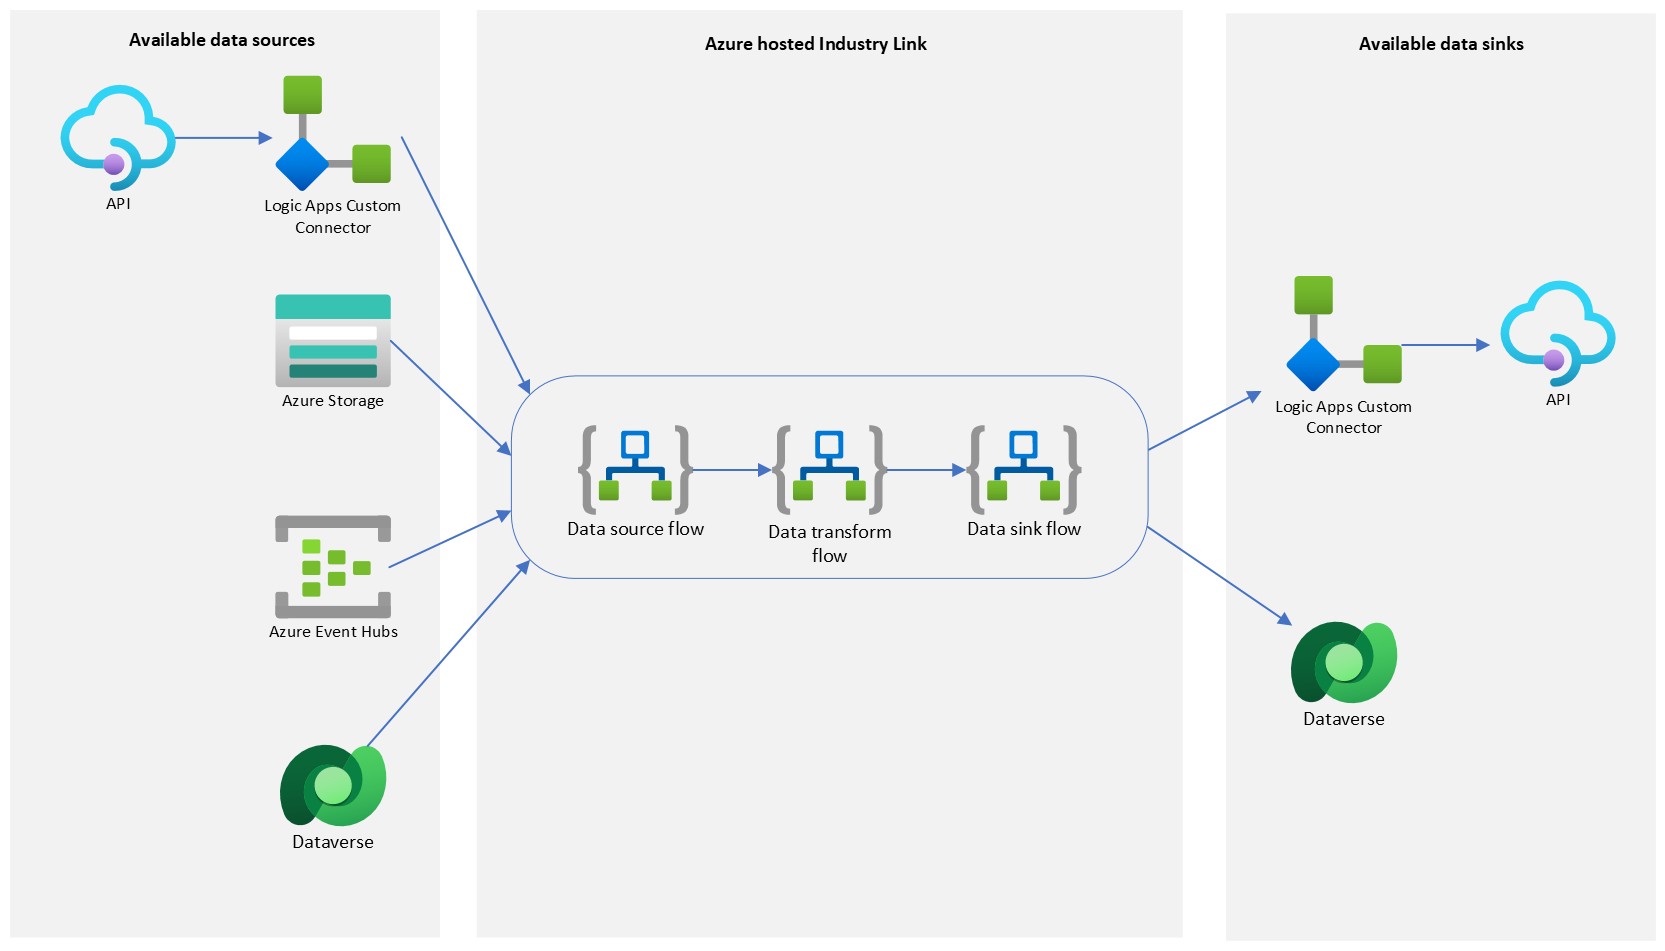 Available data sources
API
Logic Apps Custom
Connector
Azure Storage
Azure Event Hubs
Dataverse
Azure hosted Industry Link
Data source flow
Data transform
flow
Data sink flow
Available data sinks
Logic Apps Custom
Connector
API
Dataverse